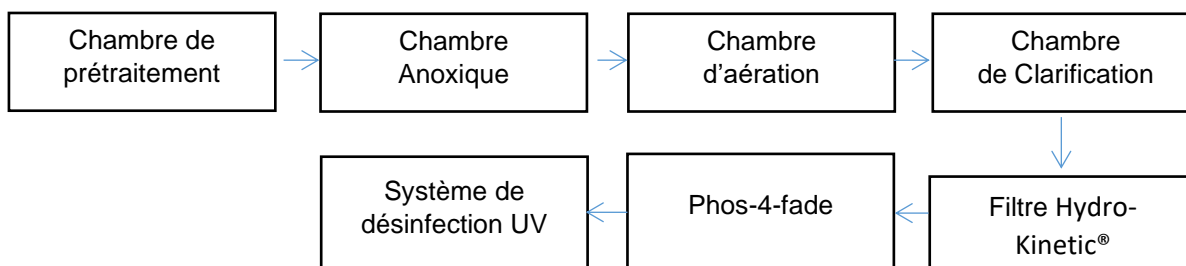 Chambre de
prétraitement
Chambre
Anoxique
Chambre
d’aération
Chambre
de Clarification
Filtre Hydro-
Kinetic®
Phos-4-fade
Système de
désinfection UV